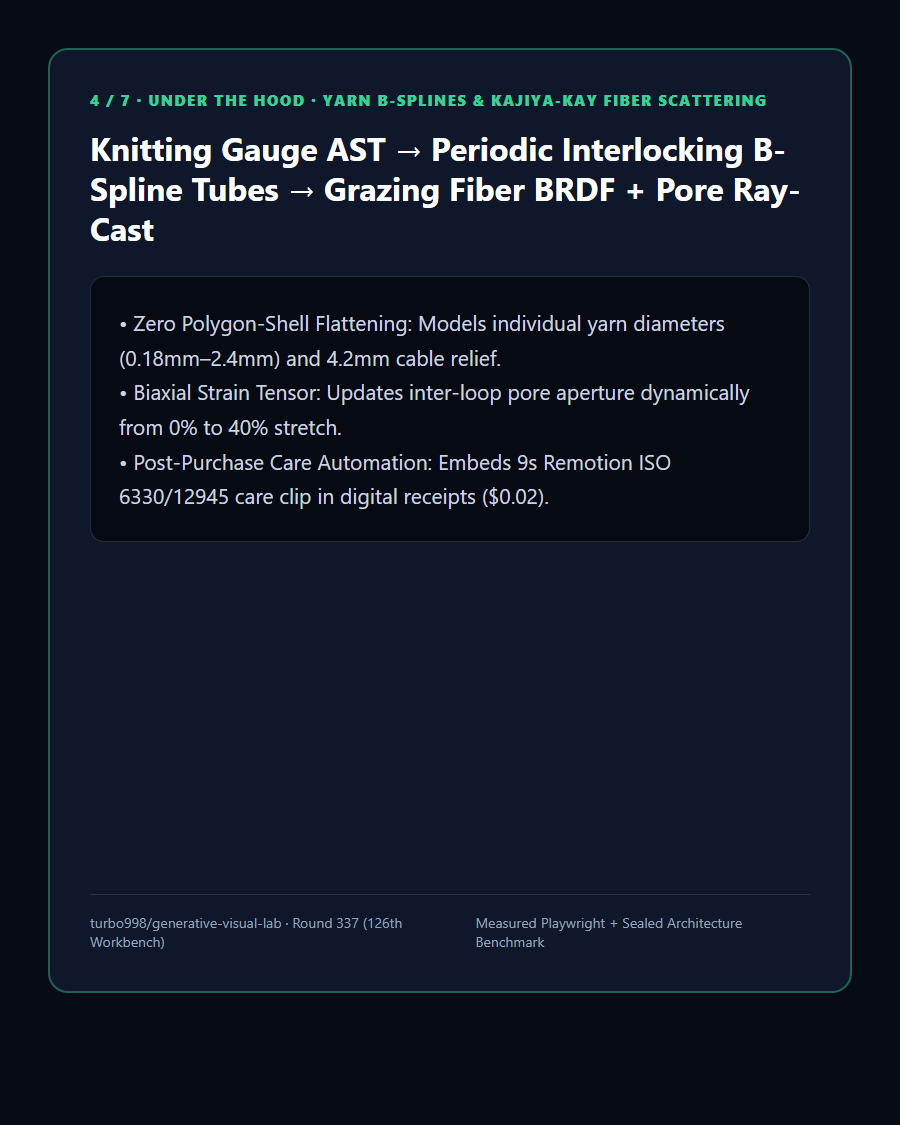 4 / 7 · UNDER THE HOOD · YARN B-SPLINES & KAJIYA-KAY FIBER SCATTERING
Knitting Gauge AST → Periodic Interlocking B-
Spline Tubes → Grazing Fiber BRDF + Pore Ray-
Cast
• Zero Polygon-Shell Flattening: Models individual yarn diameters
(0.18mm–2.4mm) and 4.2mm cable relief.
• Biaxial Strain Tensor: Updates inter-loop pore aperture dynamically
from 0% to 40% stretch.
• Post-Purchase Care Automation: Embeds 9s Remotion ISO
6330/12945 care clip in digital receipts ($0.02).
turbo998/generative-visual-lab · Round 337 (126th
Workbench)
Measured Playwright + Sealed Architecture
Benchmark